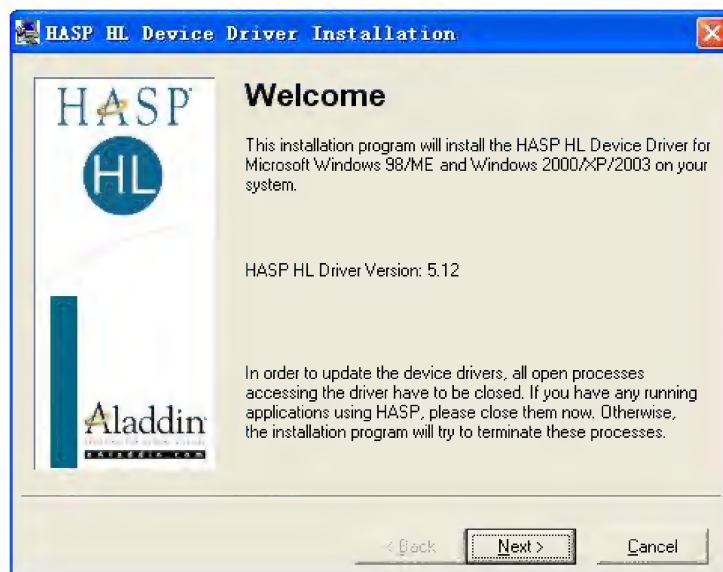 HASP HL Device Driver Installation
HASP
HL
Aladdin
eAladdin.com
Welcome
This installation program will install the HASP HL Device Driver for
Microsoft Windows 98/ME and Windows 2000/XP/2003 on your
system.
HASP HL Driver Version: 5.12
In order to update the device drivers, all open processes
accessing the driver have to be closed. If you have any running
applications using HASP, please close them now. Otherwise,
the installation program will try to terminate these processes.
< Back
Next >
Cancel